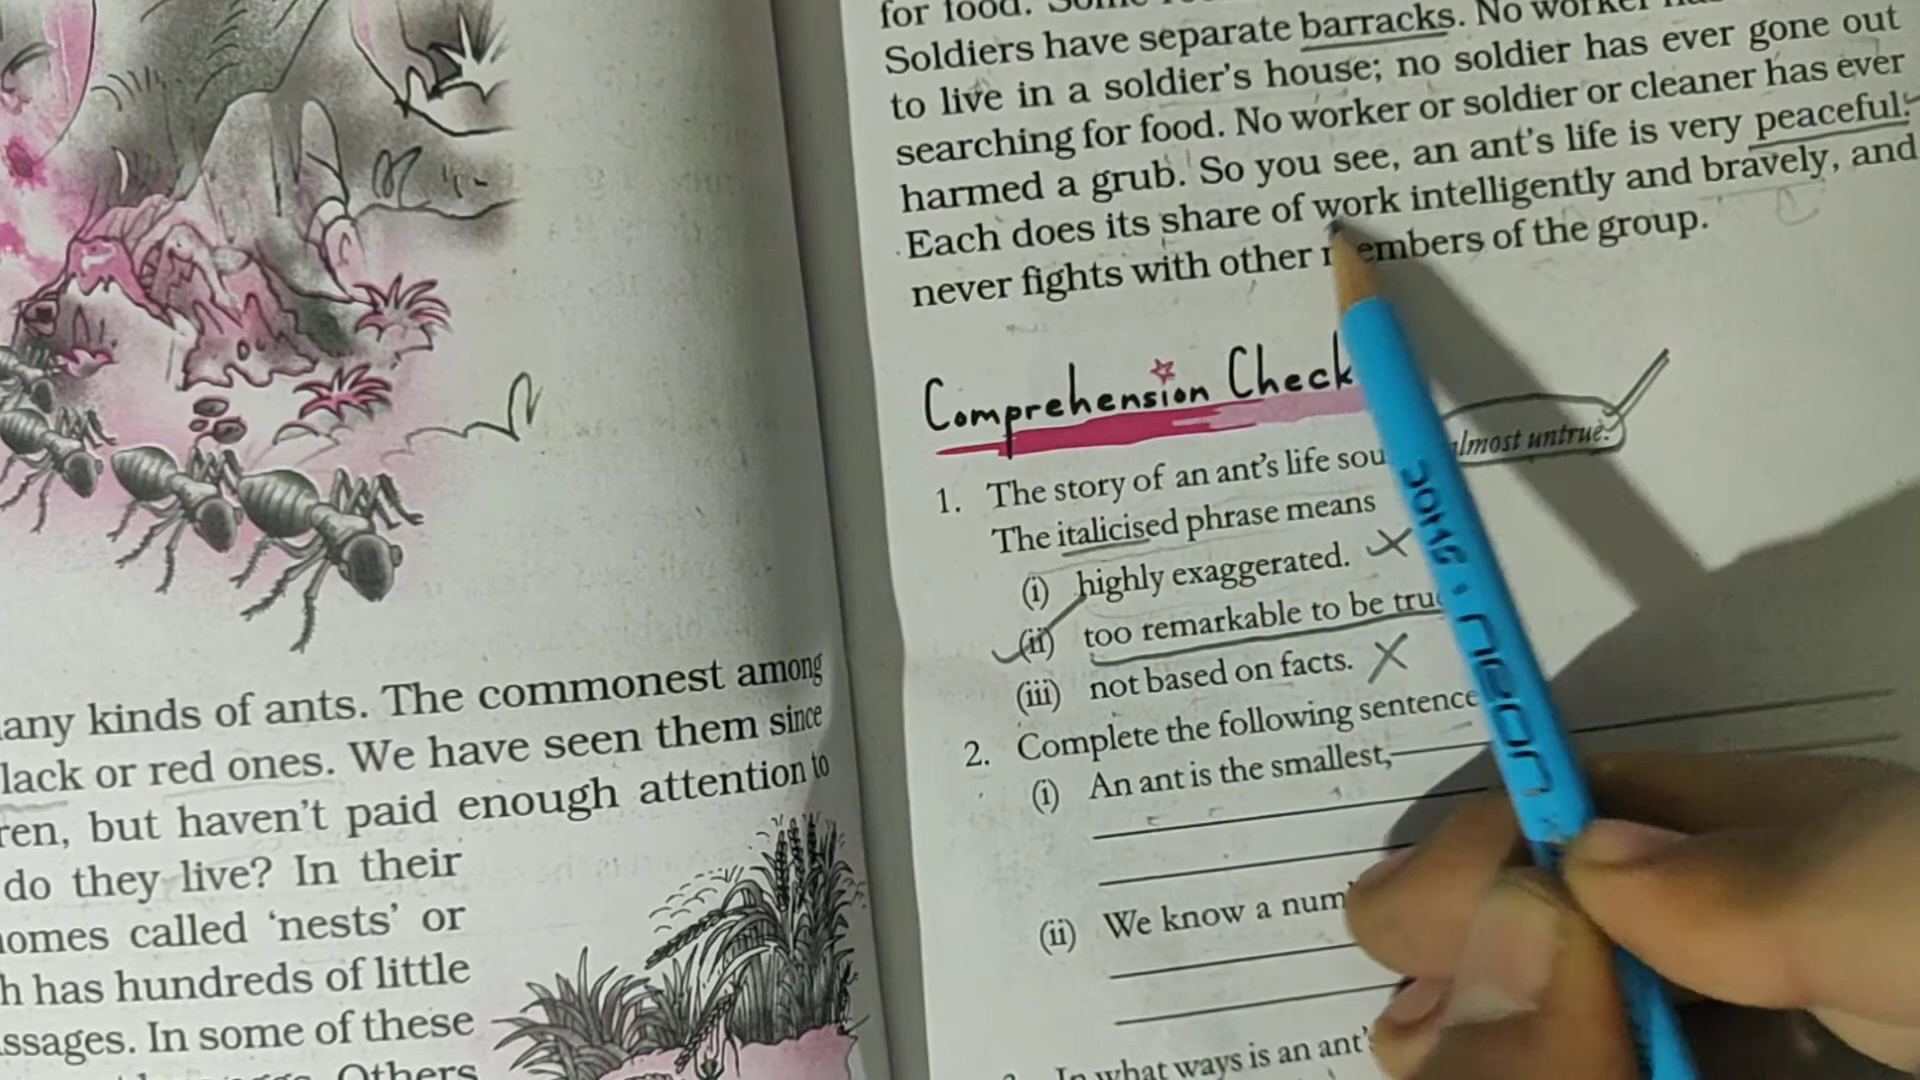 any kinds of ants. The commonest among
lack or red ones. We have seen them since
ren, but haven't paid enough attention to
do they live? In their
omes called 'nests' or
h has hundreds of little
ssages. In some of these
Others
for food.
Soldiers have separate barracks. No worker
to live in a soldier's house; no soldier has ever gone out
searching for food. No worker or soldier or cleaner has ever
harmed a grub. So you see, an ant's life is very peaceful.
Each does its share of work intelligently and bravely, and
never fights with other members of the group.
Comprehension Check
1. The story of an ant's life sou lmost untrue.
The italicised phrase means
(i) highly exaggerated.
(ii) too remarkable to be tru
(iii) not based on facts.
2. Complete the following sentence
(i) An ant is the smallest,
(ii) We know a num
In what ways is an ant's
DOMS neon